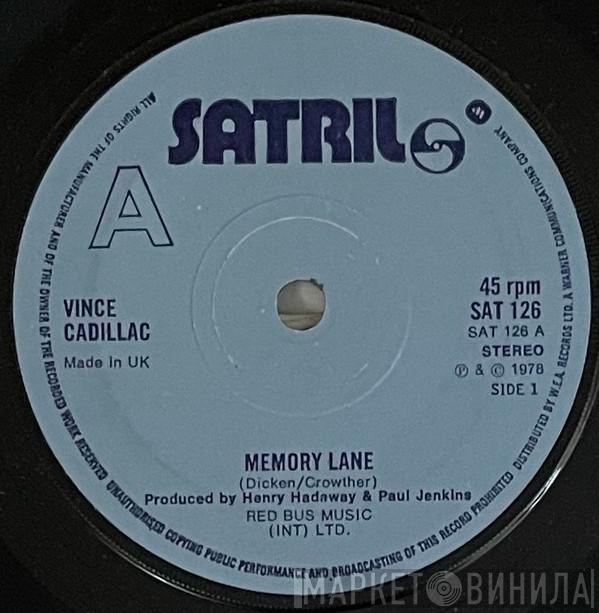 SATRIL
A
VINCE
CADILLAC
Made In UK
45 rpm
SAT 126
SAT 126 A
STEREO
Ⓟ & © 1978
SIDE 1
MEMORY LANE
(Dicken/Crowther)
Produced by Henry Hadaway & Paul Jenkins
RED BUS MUSIC
(INT) LTD.
ALL RIGHTS OF THE MANUFACTURER AND OF THE OWNER OF THE RECORDED WORK RESERVED UNAUTHORISED COPYING PUBLIC PERFORMANCE AND BROADCASTING OF THIS RECORD PROHIBITED DISTRIBUTED BY W.E.A. RECORDS LTD. A WARNER COMMUNICATIONS COMPANY
МАРКЕТ ВИНИЛА